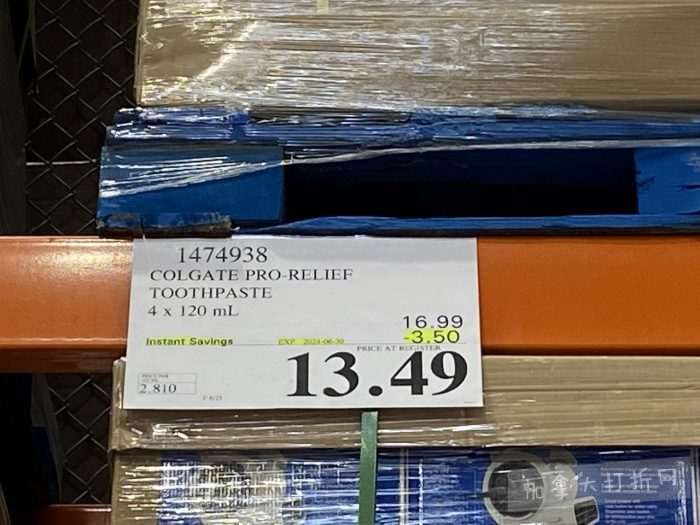 1474938
COLGATE PRO-RELIEF
TOOTHPASTE
4 x 120 mL
16.99
Instant Savings EXP. 2024-06-30 -3.50
PRICE AT REGISTER
13.49
2.810
加拿大打折网